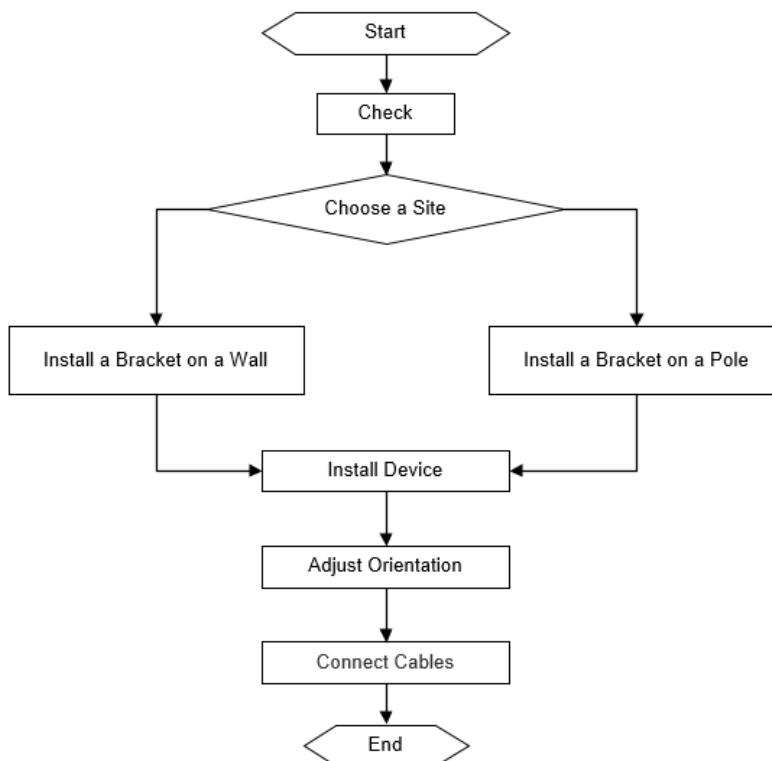 Start
Check
Choose a Site
Install a Bracket on a Wall
Install a Bracket on a Pole
Install Device
Adjust Orientation
Connect Cables
End